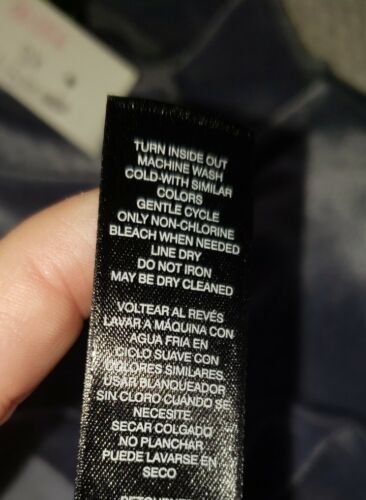 TURN INSIDE OUT
MACHINE WASH
COLD-WITH SIMILAR
COLORS
GENTLE CYCLE
ONLY NON-CHLORINE
BLEACH WHEN NEEDED
LINE DRY
DO NOT IRON
MAY BE DRY CLEANED
VOLTEAR AL REVÉS
LAVAR A MÁQUINA CON
AGUA FRIA EN
CICLO SUAVE CON
COLORES SIMILARES
USAR BLANQUEADOR
SIN CLORO CUANDO SE
NECESITE
SECAR COLGADO
NO PLANCHAR
PUEDE LAVARSE EN
SECO